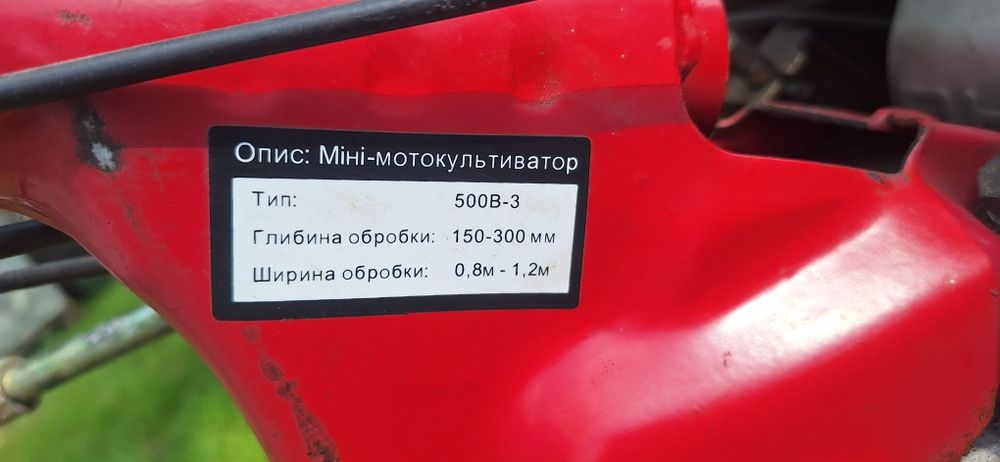 Опис: Міні-мотокультиватор
Тип: 500В-3
Глибина обробки: 150-300 мм
Ширина обробки: 0,8м - 1,2м